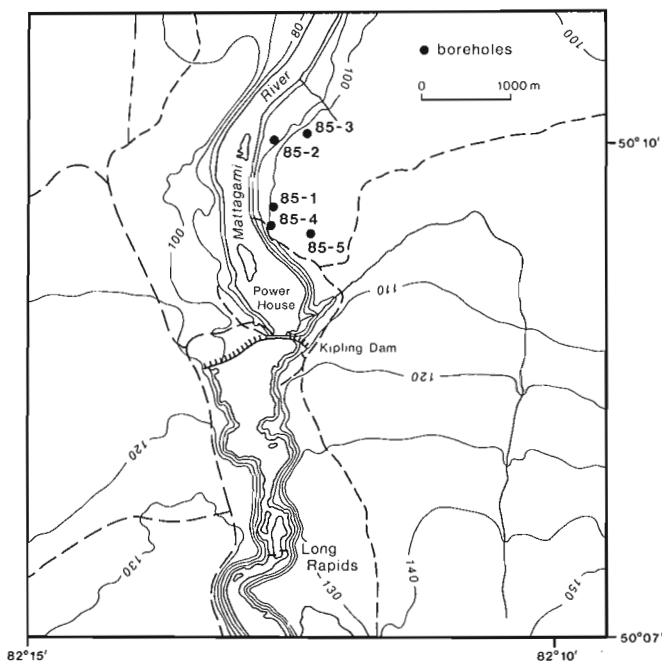 80
100
100
● boreholes
0 1000 m
River
85-3
85-2
50° 10'
Mattagami
85-1
85-4
85-5
100
Power
House
110
Kipling Dam
120
120
130
Long
Rapids
130
140
150
82° 15'
82° 10'
50° 07'